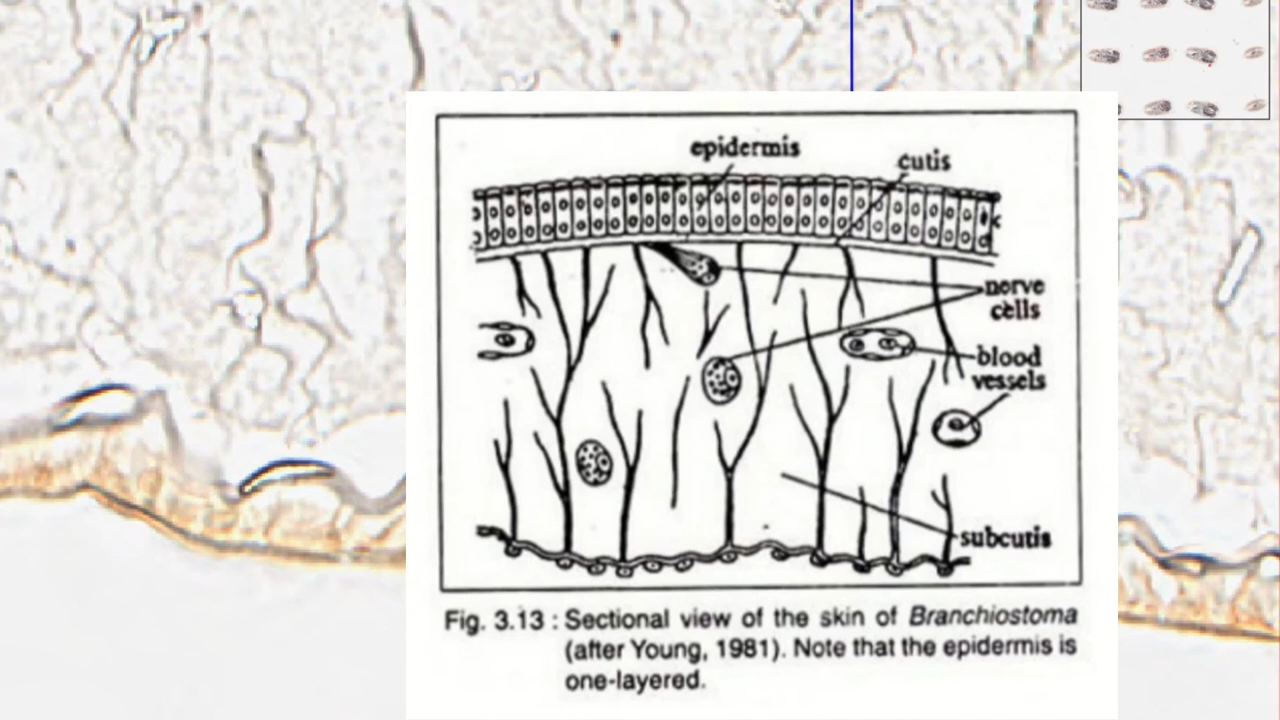 epidermis
cutis
nerve
cells
blood
vessels
subcutis
Fig. 3.13 : Sectional view of the skin of Branchiostoma
(after Young, 1981). Note that the epidermis is
one-layered.